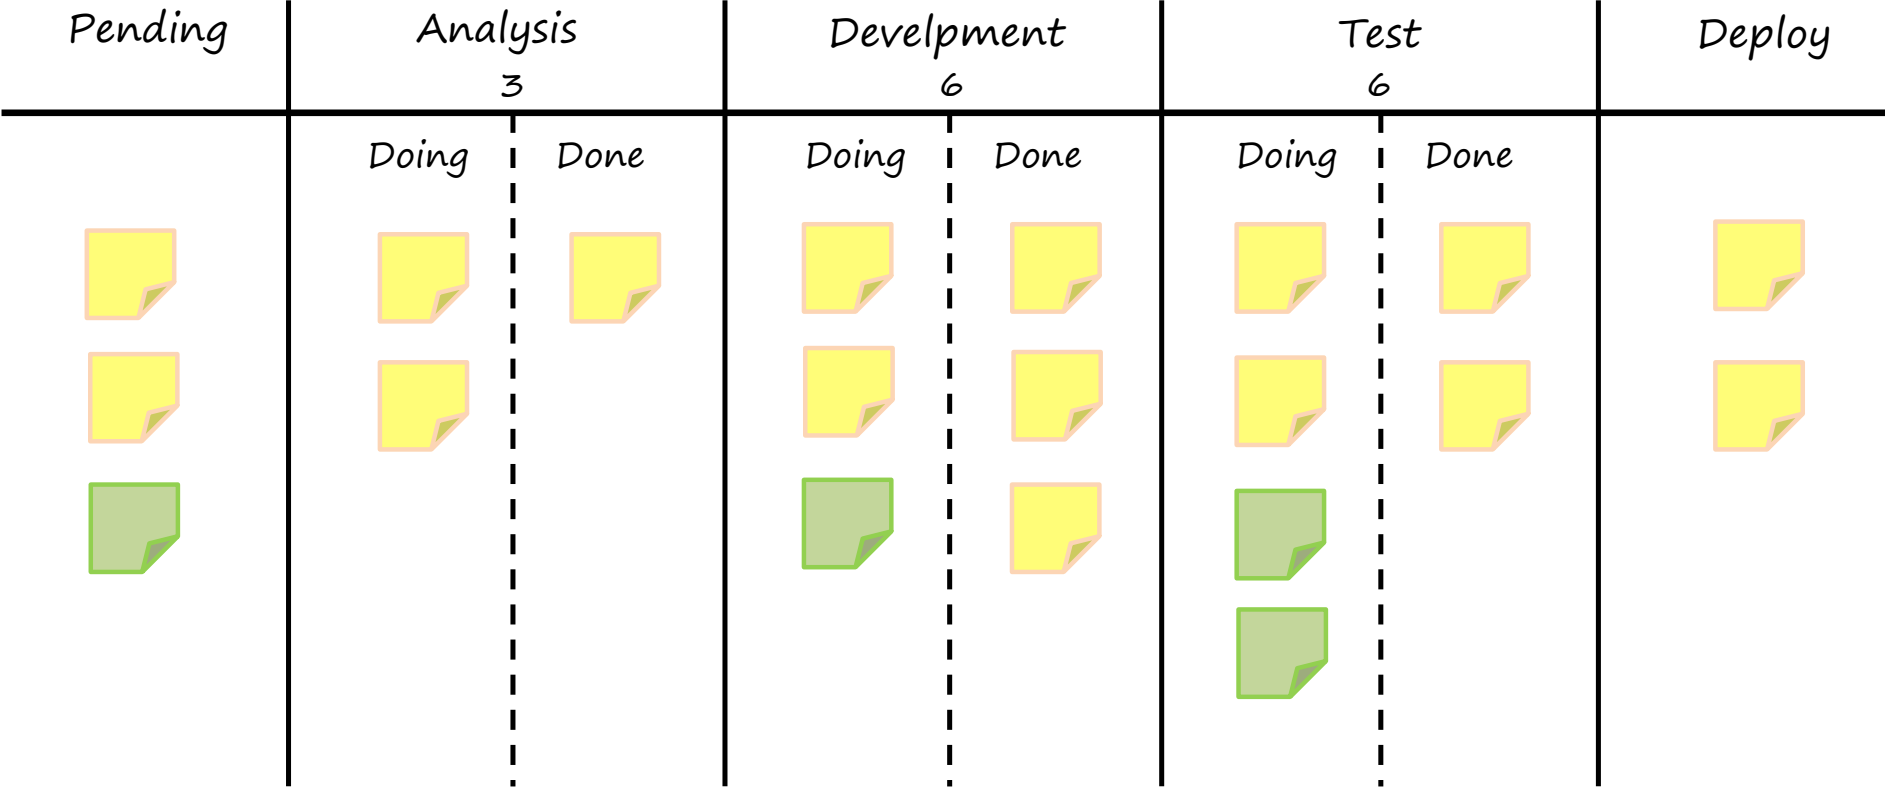 Pending
Analysis
3
Develpment
6
Test
6
Deploy
Doing
Done
Doing
Done
Doing
Done